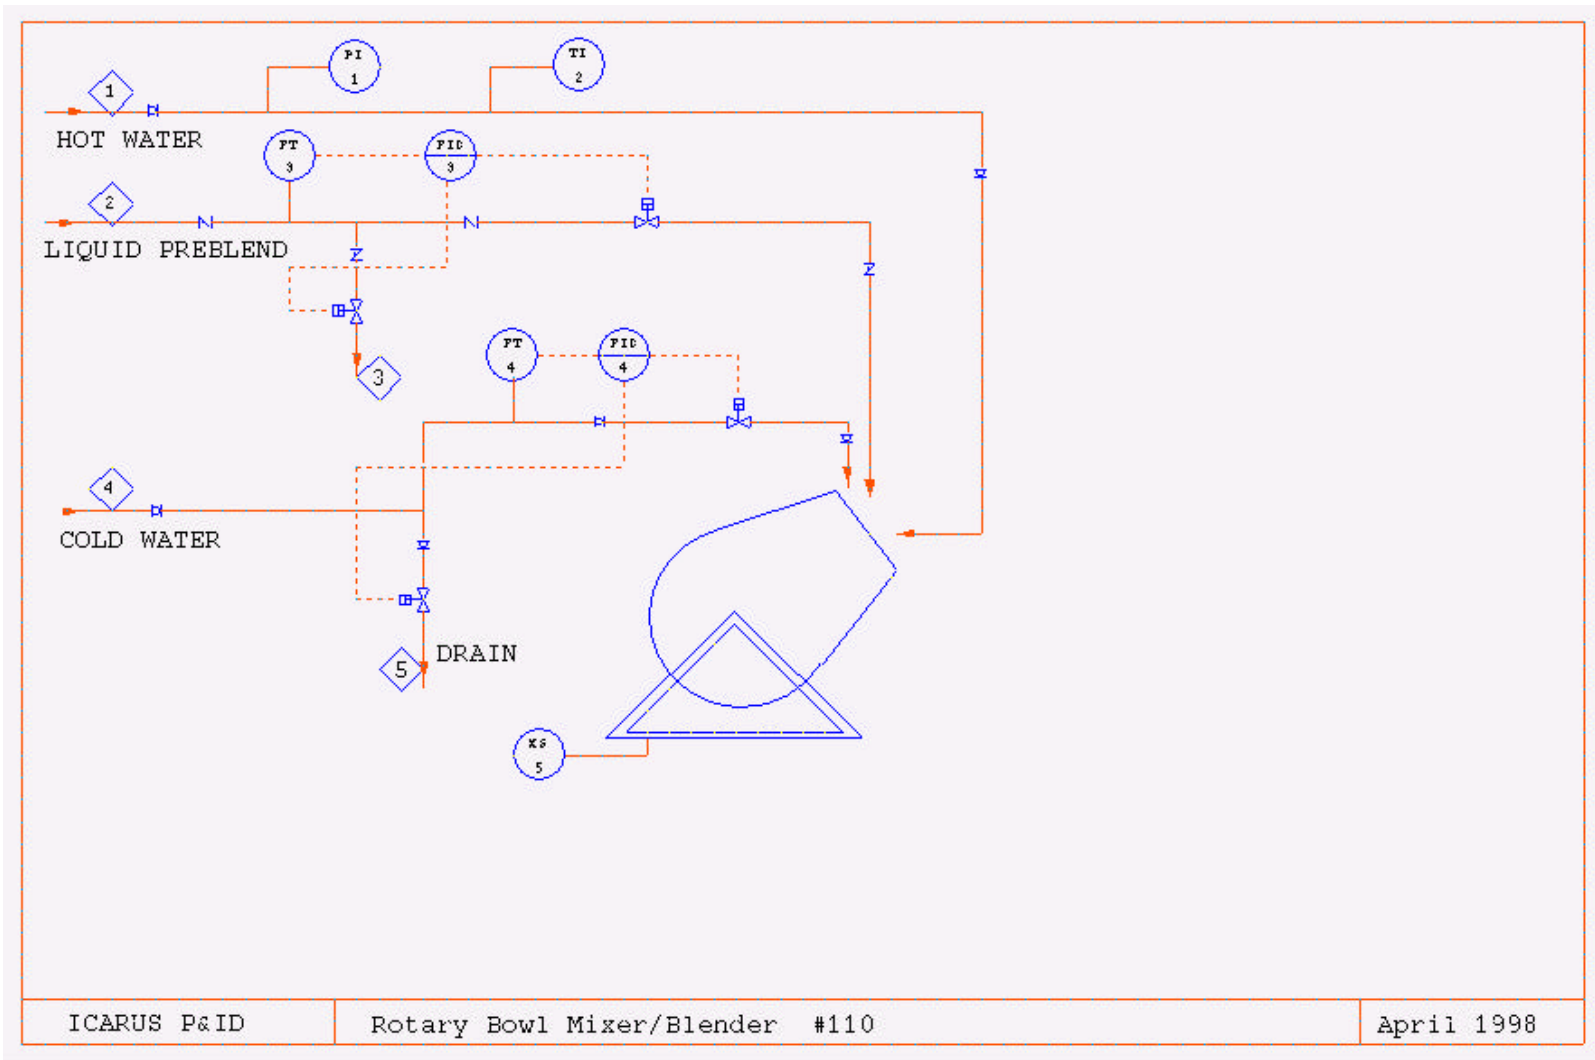 PI
1
TI
2
1
HOT WATER
FT
3
FIC
3
2
LIQUID PREBLEND
3
FT
4
FIC
4
4
COLD WATER
5
DRAIN
XS
5
ICARUS P&ID
Rotary Bowl Mixer/Blender #110
April 1998